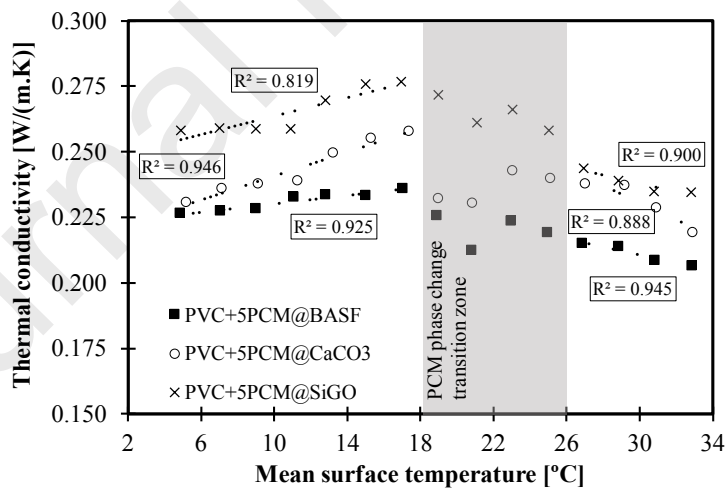 0.300
0.275
0.250
0.225
0.200
0.175
0.150
Thermal conductivity [W/(m.K)]
R² = 0.819
R² = 0.946
R² = 0.925
R² = 0.900
R² = 0.888
R² = 0.945
PVC+5PCM@BASF
PVC+5PCM@CaCO3
PVC+5PCM@SiGO
PCM phase change
transition zone
2 6 10 14 18 22 26 30 34
Mean surface temperature [ºC]